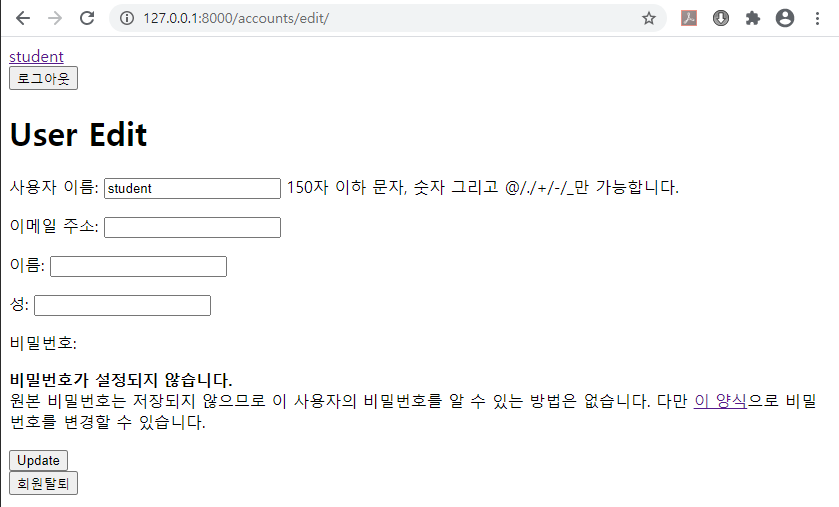 127.0.0.1:8000/accounts/edit/
student
로그아웃
User Edit
사용자 이름: student 150자 이하 문자, 숫자 그리고 @/./+/-/_만 가능합니다.
이메일 주소:
이름:
성:
비밀번호:
비밀번호가 설정되지 않습니다.
원본 비밀번호는 저장되지 않으므로 이 사용자의 비밀번호를 알 수 있는 방법은 없습니다. 다만 이 양식으로 비밀
번호를 변경할 수 있습니다.
Update
회원탈퇴